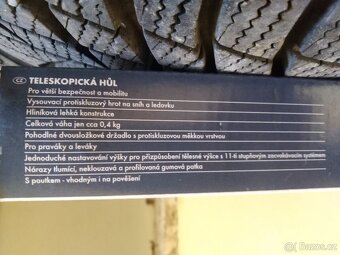 CZ TELESKOPICKÁ HŮL
Pro větší bezpečnost a mobilitu
Vysouvací protiskluzový hrot na sníh a ledovku
Hliníková lehká konstrukce
Celková váha jen cca 0,4 kg
Pohodlné dvousložkové držadlo s protiskluzovou měkkou vrstvou
Pro praváky a leváky
Jednoduché nastavování výšky pro přizpůsobení tělesné výšce s 11-ti stupňovým zacvakávacím systémem
Nárazy tlumící, neklouzavá a profilovaná gumová patka
S poutkem - vhodným i na pověšení
Bazos.cz